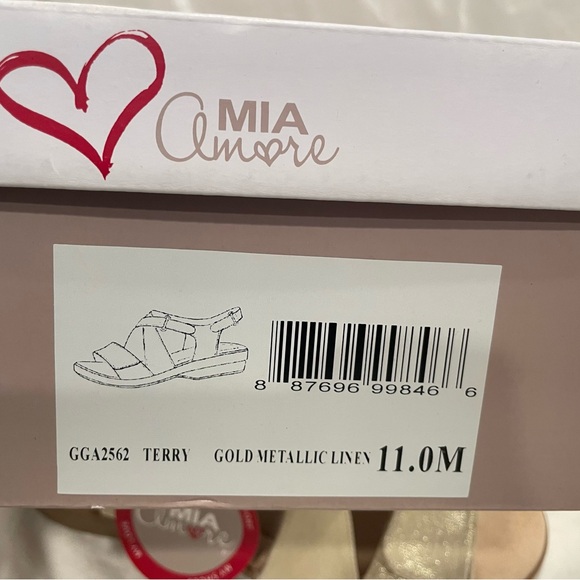 MIA
amore
8 87696 99846 6
GGA2562 TERRY GOLD METALLIC LINEN 11.0M
MIA
amore